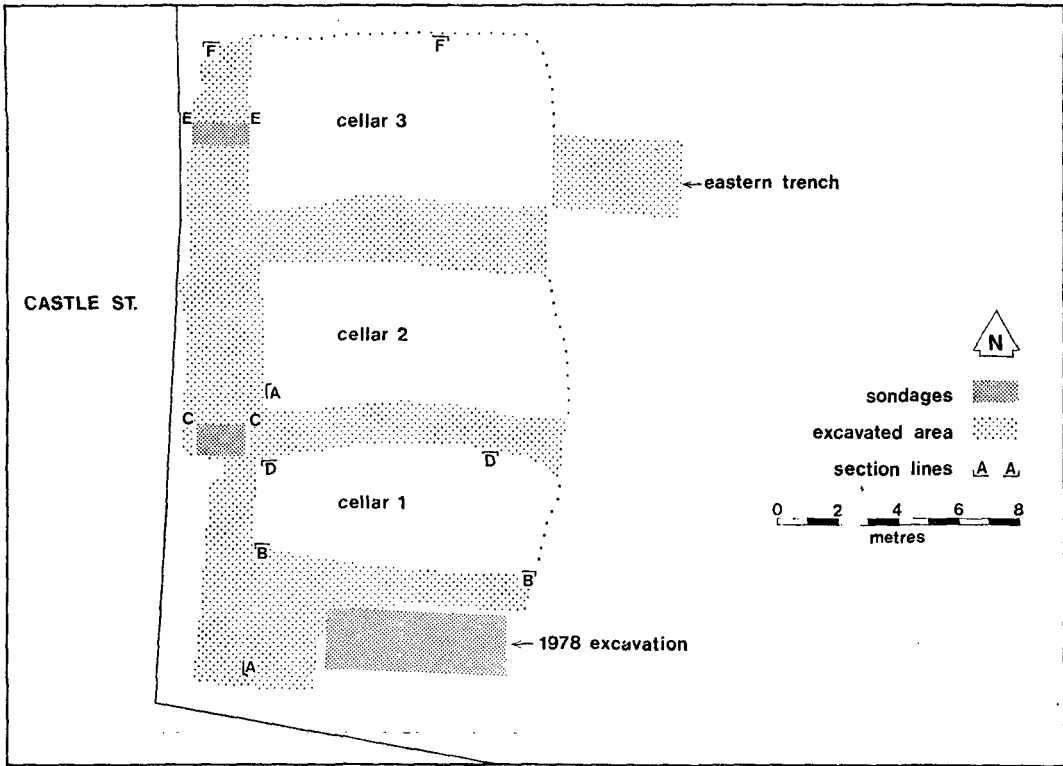 F F
E E
cellar 3
eastern trench
CASTLE ST.
cellar 2
N
A
sondages
C C
excavated area
D D
section lines A A
cellar 1
0 2 4 6 8
metres
B
B
1978 excavation
A